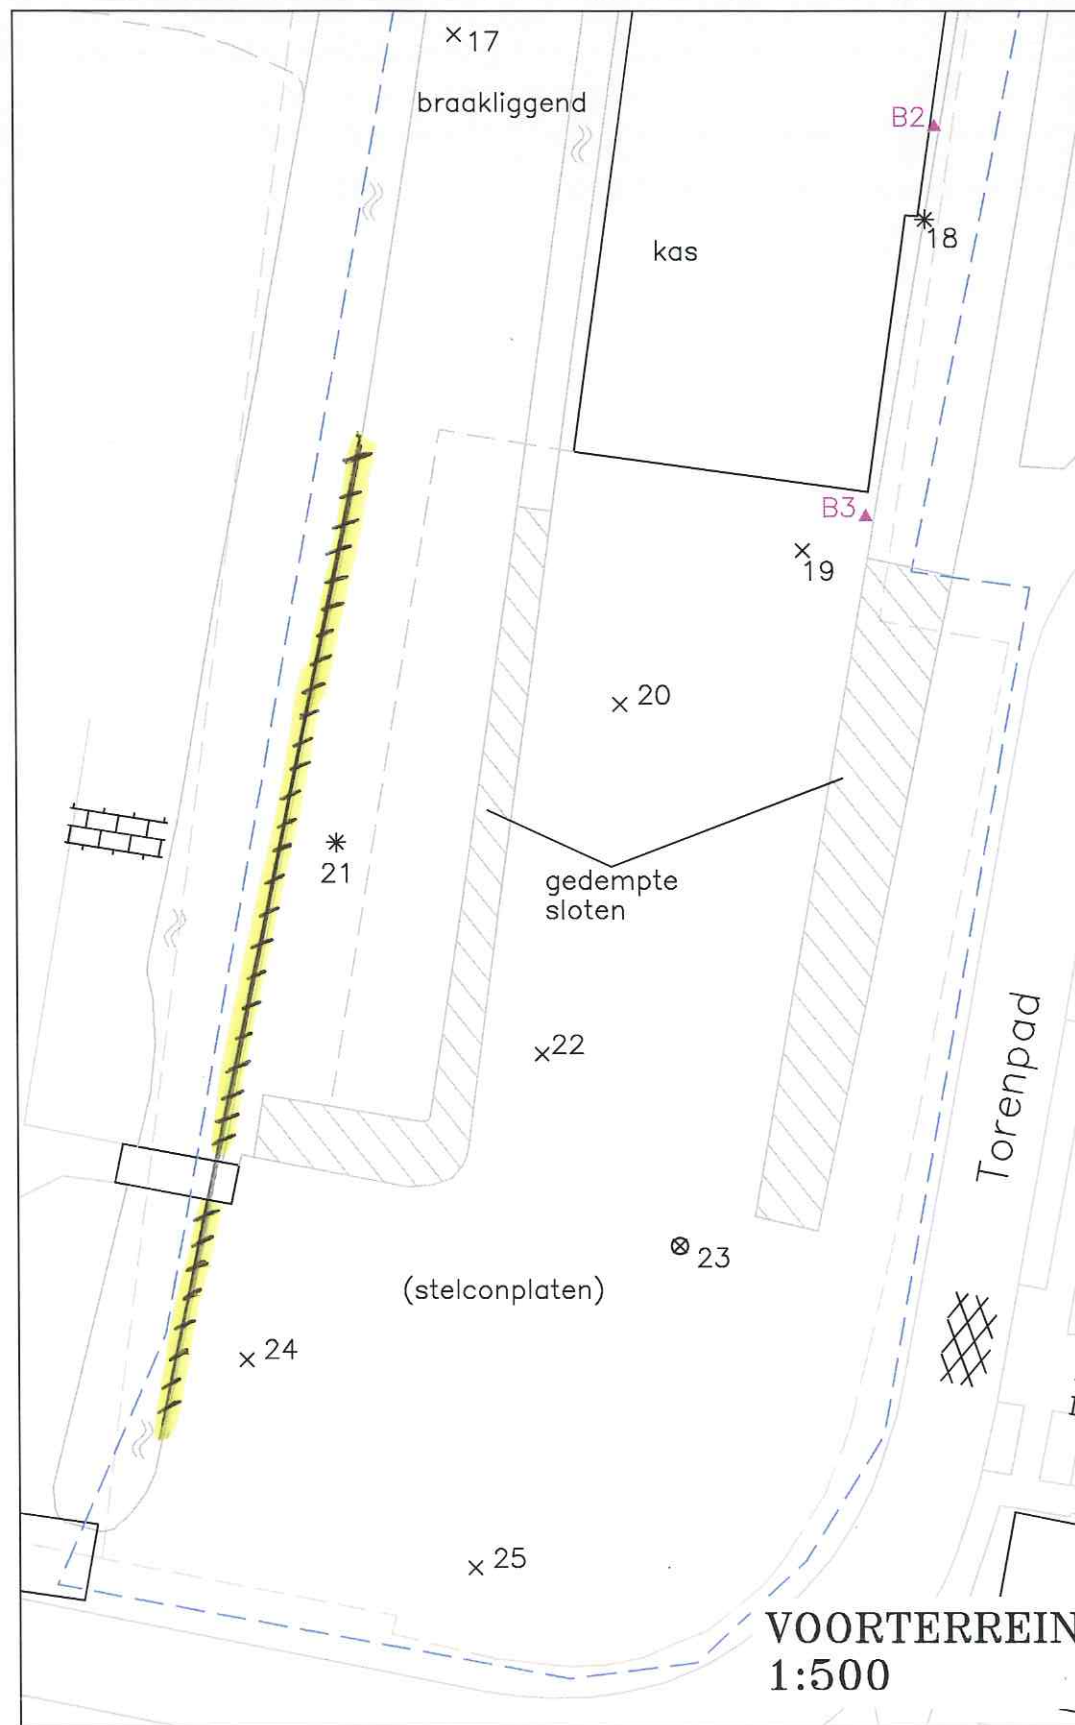 17
braakliggend
B2
18
kas
B3
19
20
21
gedempte
sloten
22
Torenpad
23
(stelconplaten)
24
25
VOORTERREIN
1:500